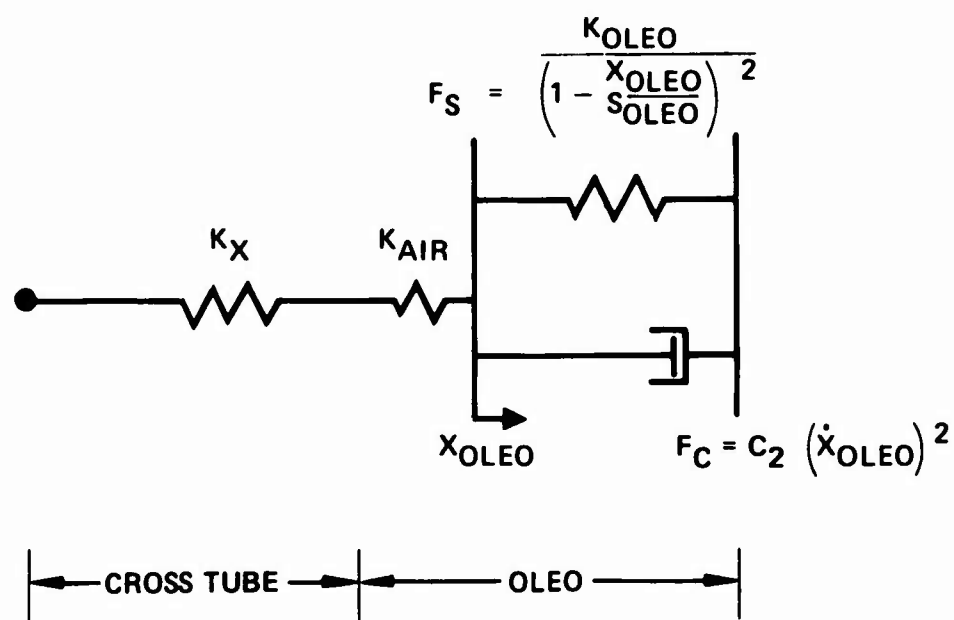 K_OLEO
F_S = (1 - X_OLEO / S_OLEO) ^2
K_X
K_AIR
X_OLEO
F_C = C_2 (Ẋ_OLEO)^2
CROSS TUBE
OLEO